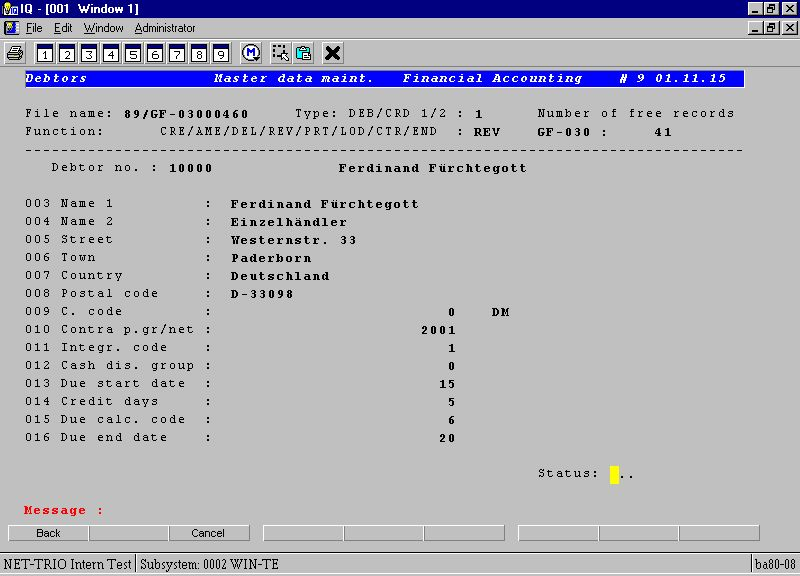 IQ - [001 Window 1]
File Edit Window Administrator
1 2 3 4 5 6 7 8 9 M
Debtors Master data maint. Financial Accounting # 9 01.11.15
File name: 89/GF-03000460 Type: DEB/CRD 1/2 : 1 Number of free records
Function: CRE/AME/DEL/REV/PRT/LOD/CTR/END : REV GF-030 : 41
--------------------------------------------------------------------------------
Debtor no. : 10000 Ferdinand Fürchtegott
003 Name 1 : Ferdinand Fürchtegott
004 Name 2 : Einzelhändler
005 Street : Westernstr. 33
006 Town : Paderborn
007 Country : Deutschland
008 Postal code : D-33098
009 C. code : 0 DM
010 Contra p.gr/net : 2001
011 Integr. code : 1
012 Cash dis. group : 0
013 Due start date : 15
014 Credit days : 5
015 Due calc. code : 6
016 Due end date : 20
Status: ..
Message :
Back Cancel
NET-TRIO Intern Test Subsystem: 0002 WIN-TE ba80-08